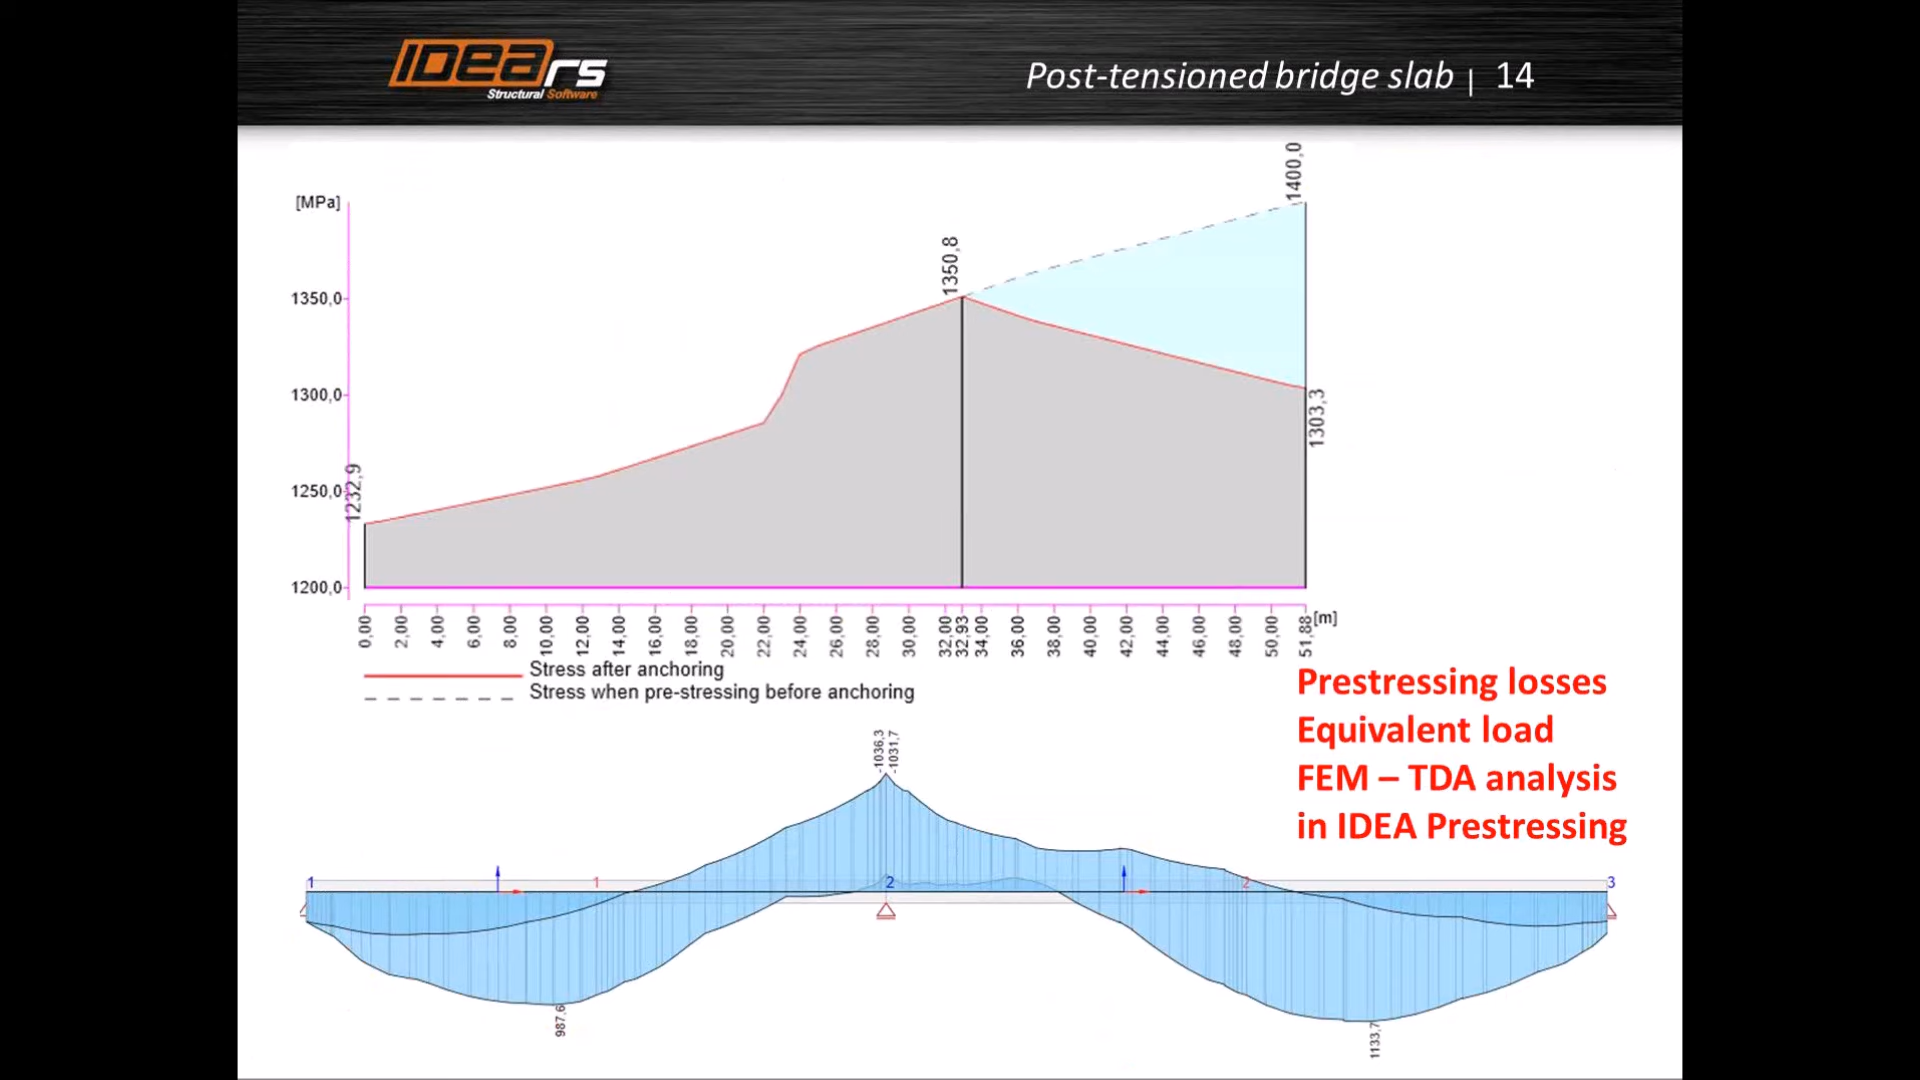 IDEA RS
Structural Software
Post-tensioned bridge slab | 14
[MPa]
1400,0
1350,8
1350,0
1300,0
1303,3
1250,0
1232,9
1200,0
0,00 2,00 4,00 6,00 8,00 10,00 12,00 14,00 16,00 18,00 20,00 22,00 24,00 26,00 28,00 30,00 32,00 32,93 34,00 36,00 38,00 40,00 42,00 44,00 46,00 48,00 50,00 51,88 [m]
Stress after anchoring
Stress when pre-stressing before anchoring
Prestressing losses
Equivalent load
FEM – TDA analysis
in IDEA Prestressing
-1036,3
-1031,7
1 1 2 2 3
987,6
1133,7